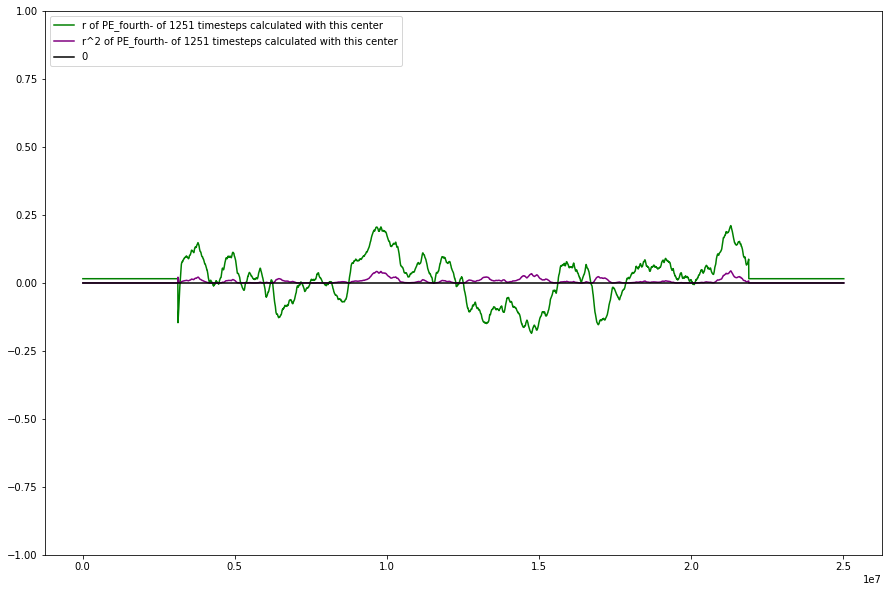 1.00
r of PE_fourth- of 1251 timesteps calculated with this center
r^2 of PE_fourth- of 1251 timesteps calculated with this center
0
0.75
0.50
0.25
0.00
−0.25
−0.50
−0.75
−1.00
0.0 0.5 1.0 1.5 2.0 2.5
1e7